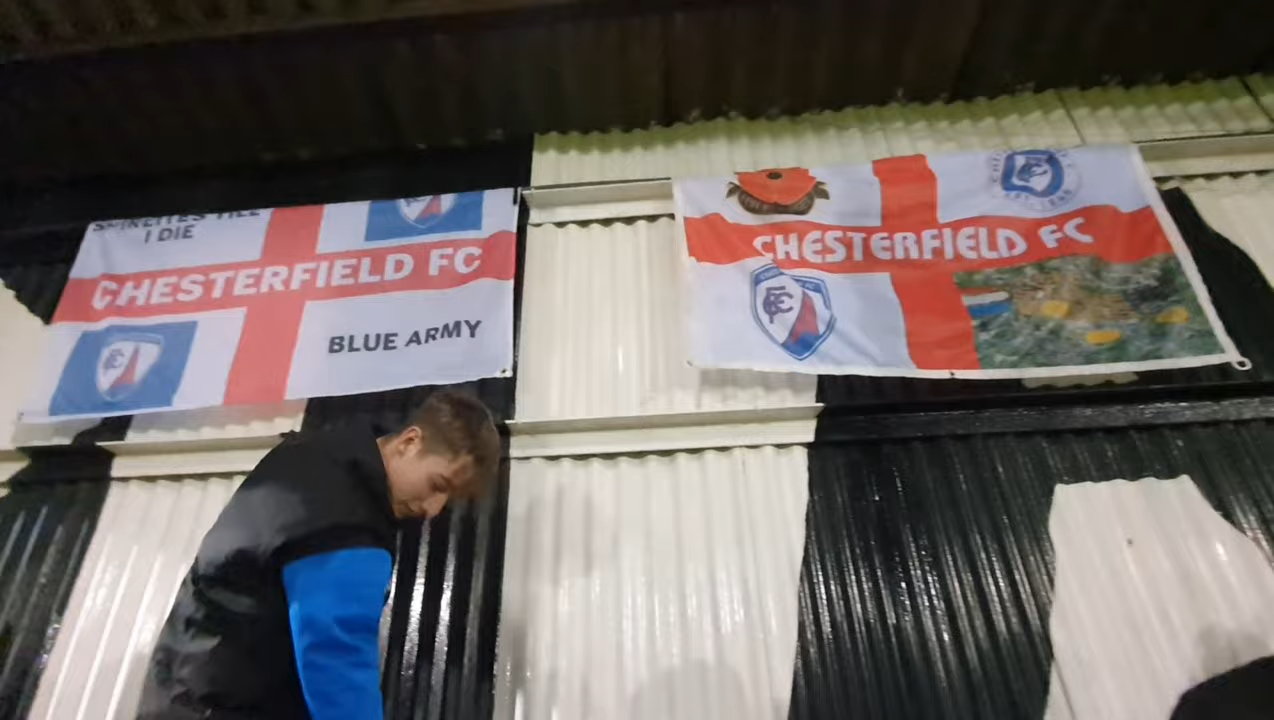 SPIREITES TILL
I DIE
CHESTERFIELD FC
BLUE ARMY
CHESTERFIELD FC